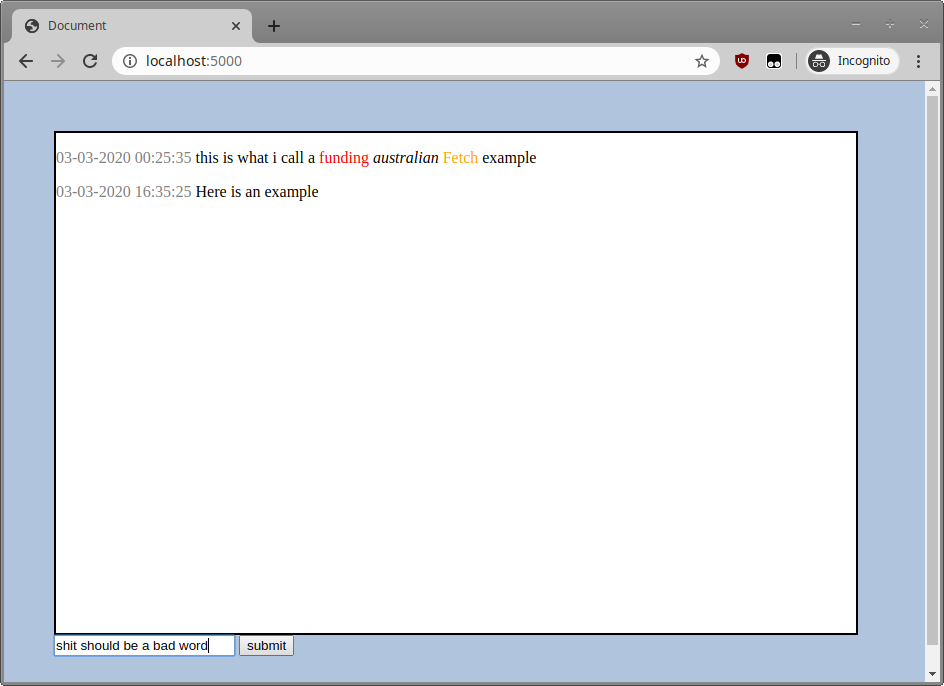 Document
localhost:5000
Incognito
03-03-2020 00:25:35 this is what i call a funding australian Fetch example
03-03-2020 16:35:25 Here is an example
shit should be a bad word
submit